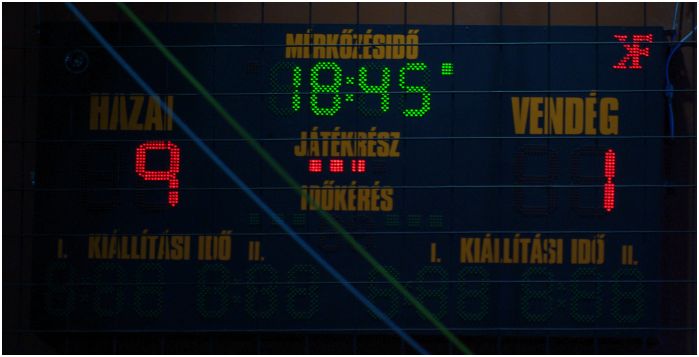 MÉRKŐZÉSIDŐ
18:45
HAZAI
VENDÉG
JÁTÉKRÉSZ
9
1
IDŐKÉRÉS
I. KIÁLLÍTÁSI IDŐ II.
I. KIÁLLÍTÁSI IDŐ II.